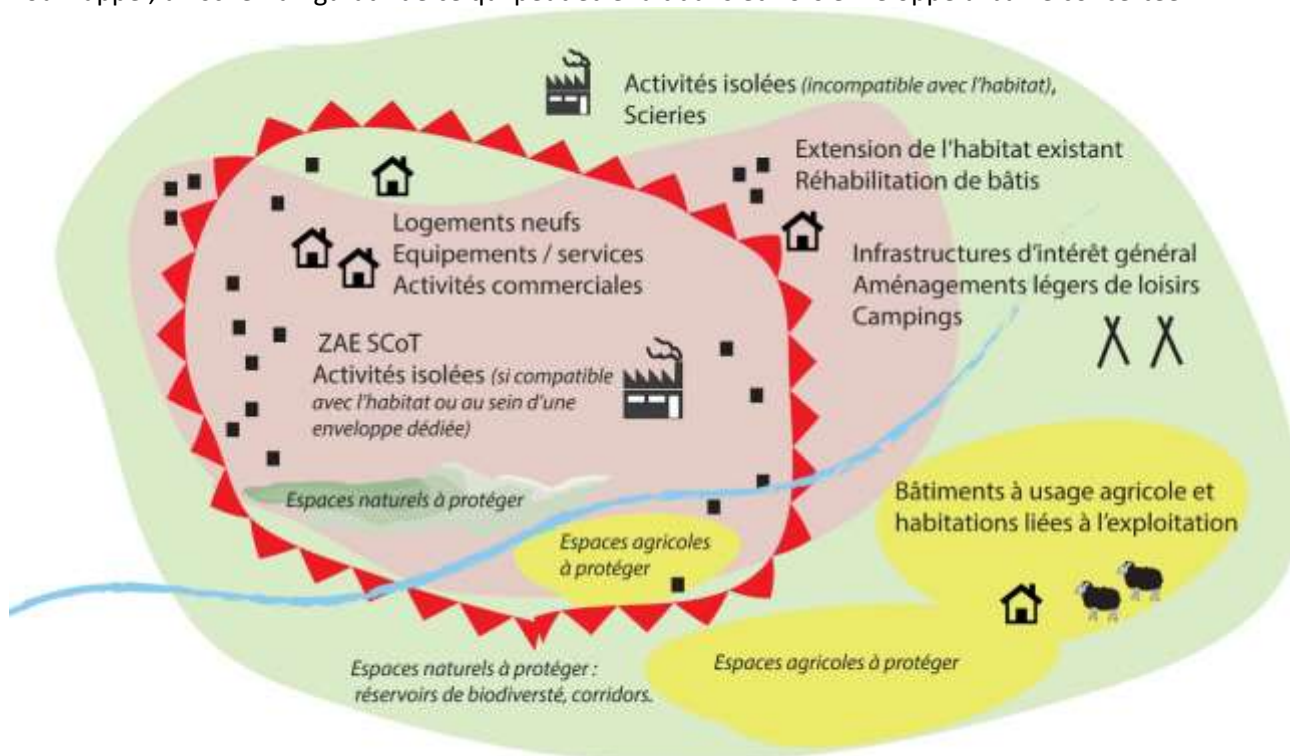 Activités isolées (incompatible avec l'habitat),
Scieries
Extension de l'habitat existant
Réhabilitation de bâtis
Logements neufs
Equipements / services
Activités commerciales
Infrastructures d'intérêt général
Aménagements légers de loisirs
Campings
ZAE SCoT
Activités isolées (si compatible
avec l'habitat ou au sein d'une
enveloppe dédiée)
Espaces naturels à protéger
Bâtiments à usage agricole et
habitations liées à l'exploitation
Espaces agricoles
à protéger
Espaces naturels à protéger :
réservoirs de biodiversté, corridors.
Espaces agricoles à protéger